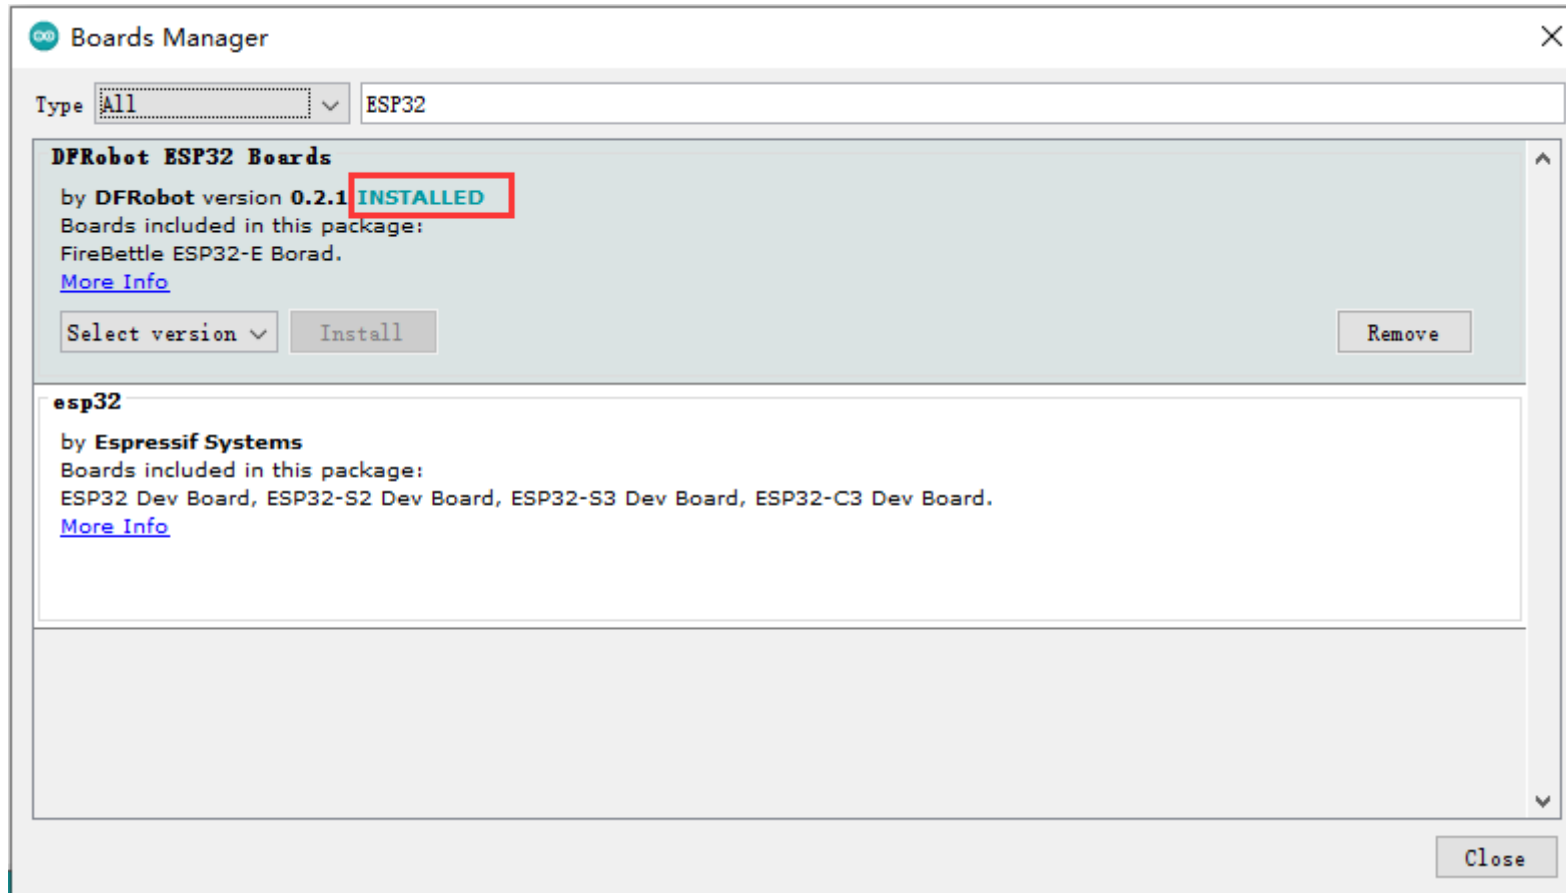 Boards Manager
Type All ESP32
DFRobot ESP32 Boards
by DFRobot version 0.2.1 INSTALLED
Boards included in this package:
FireBettle ESP32-E Borad.
More Info
Select version Install Remove
esp32
by Espressif Systems
Boards included in this package:
ESP32 Dev Board, ESP32-S2 Dev Board, ESP32-S3 Dev Board, ESP32-C3 Dev Board.
More Info
Close